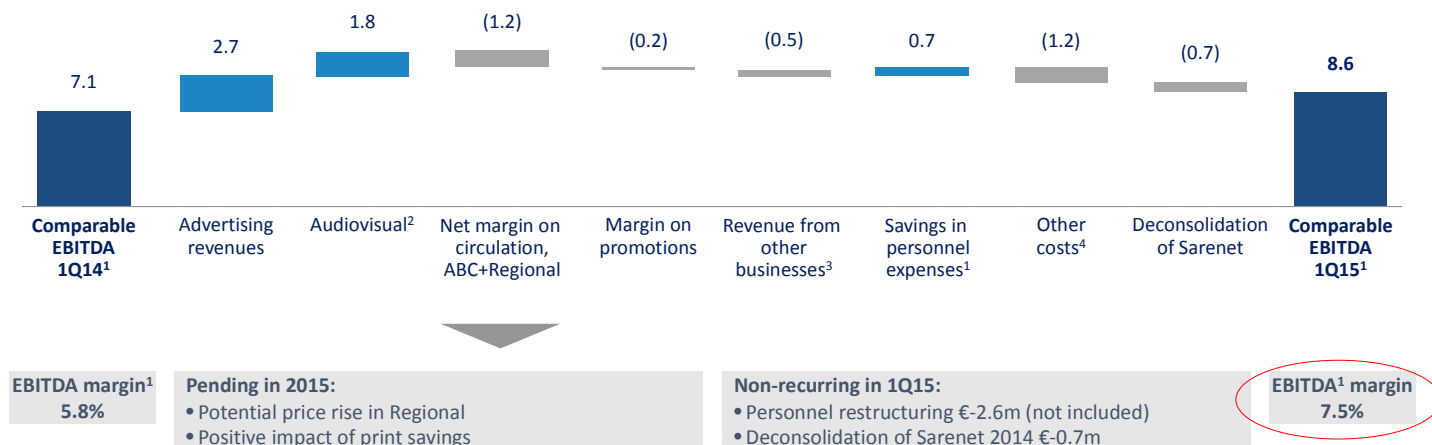 7.1
2.7
1.8
(1.2)
(0.2)
(0.5)
0.7
(1.2)
(0.7)
8.6
Comparable
EBITDA
1Q14¹
Advertising
revenues
Audiovisual²
Net margin on
circulation,
ABC+Regional
Margin on
promotions
Revenue from
other
businesses³
Savings in
personnel
expenses¹
Other
costs⁴
Deconsolidation
of Sarenet
Comparable
EBITDA
1Q15¹
EBITDA margin¹
5.8%
Pending in 2015:
• Potential price rise in Regional
• Positive impact of print savings
Non-recurring in 1Q15:
• Personnel restructuring €-2.6m (not included)
• Deconsolidation of Sarenet 2014 €-0.7m
EBITDA¹ margin
7.5%